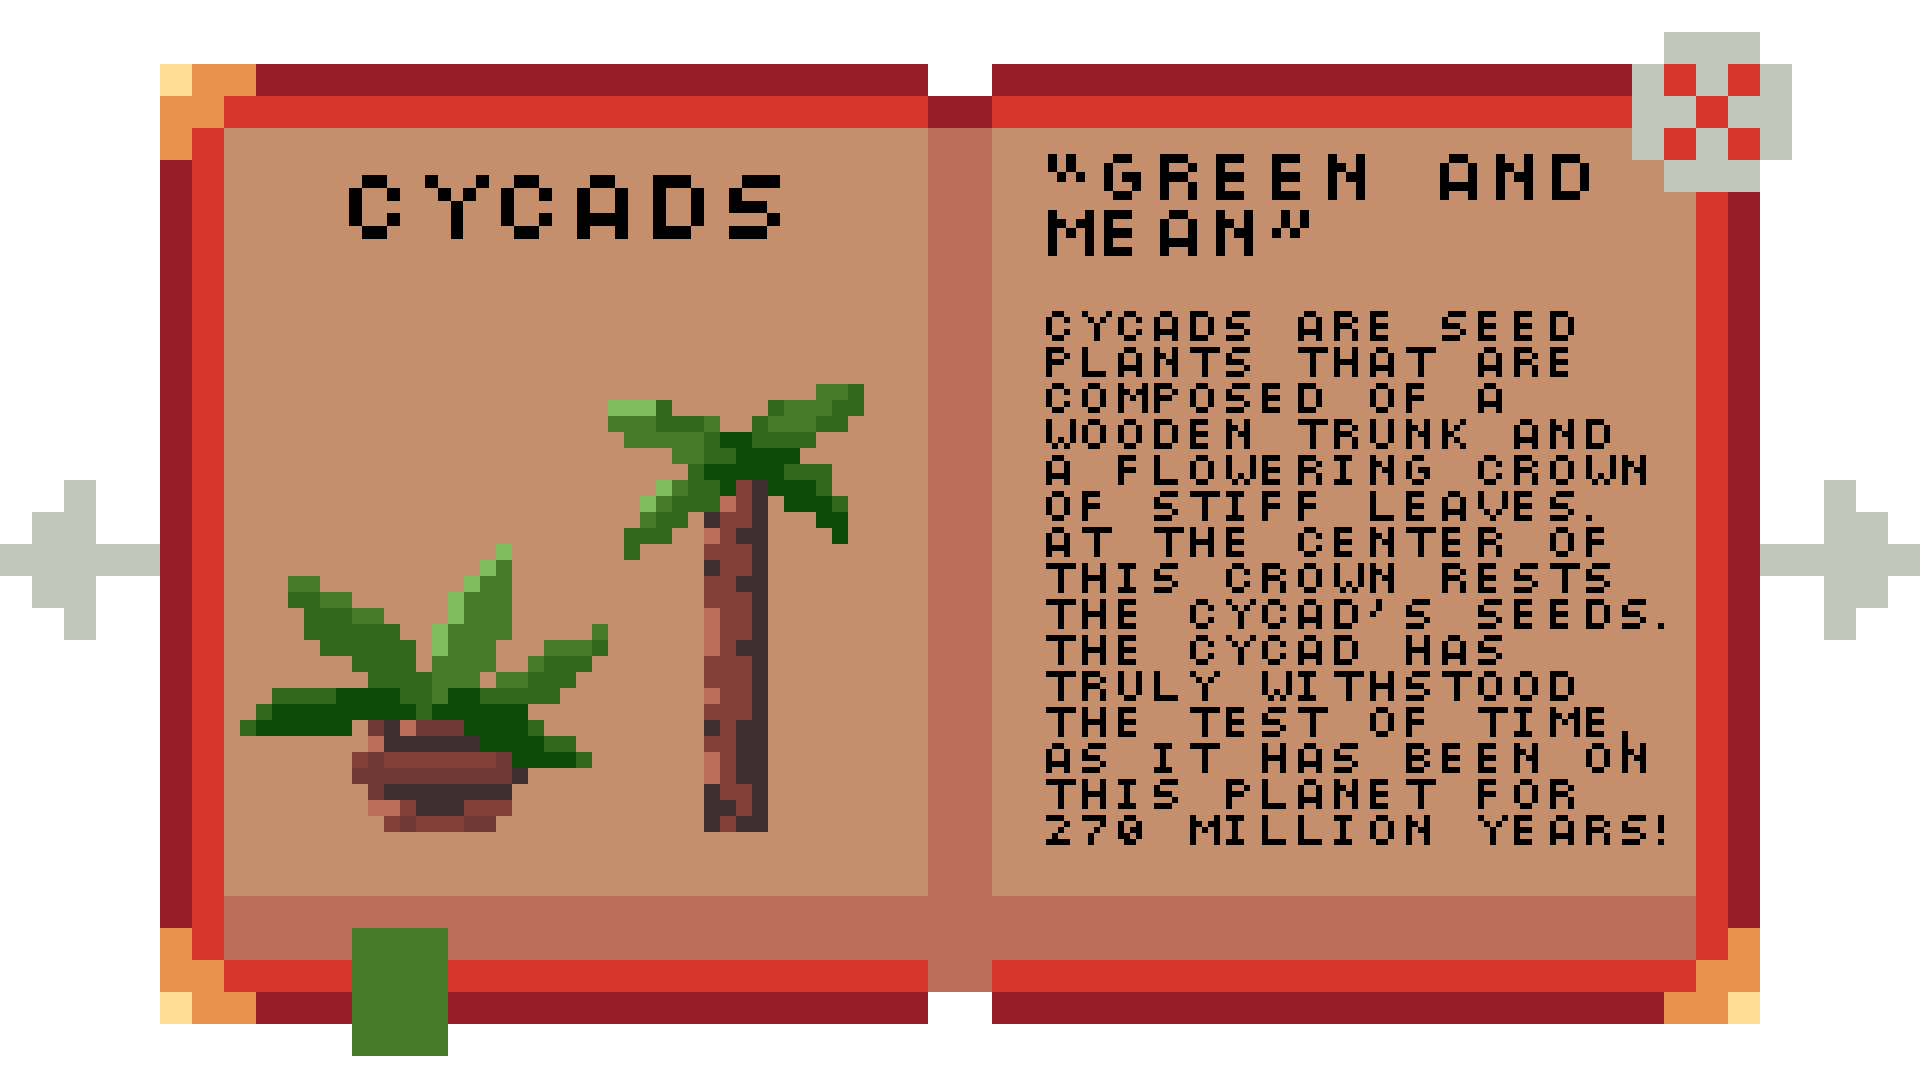 CYCADS
"GREEN AND
MEAN"
CYCADS ARE SEED
PLANTS THAT ARE
COMPOSED OF A
WOODEN TRUNK AND
A FLOWERING CROWN
OF STIFF LEAVES.
AT THE CENTER OF
THIS CROWN RESTS
THE CYCAD'S SEEDS.
THE CYCAD HAS
TRULY WITHSTOOD
THE TEST OF TIME,
AS IT HAS BEEN ON
THIS PLANET FOR
270 MILLION YEARS!